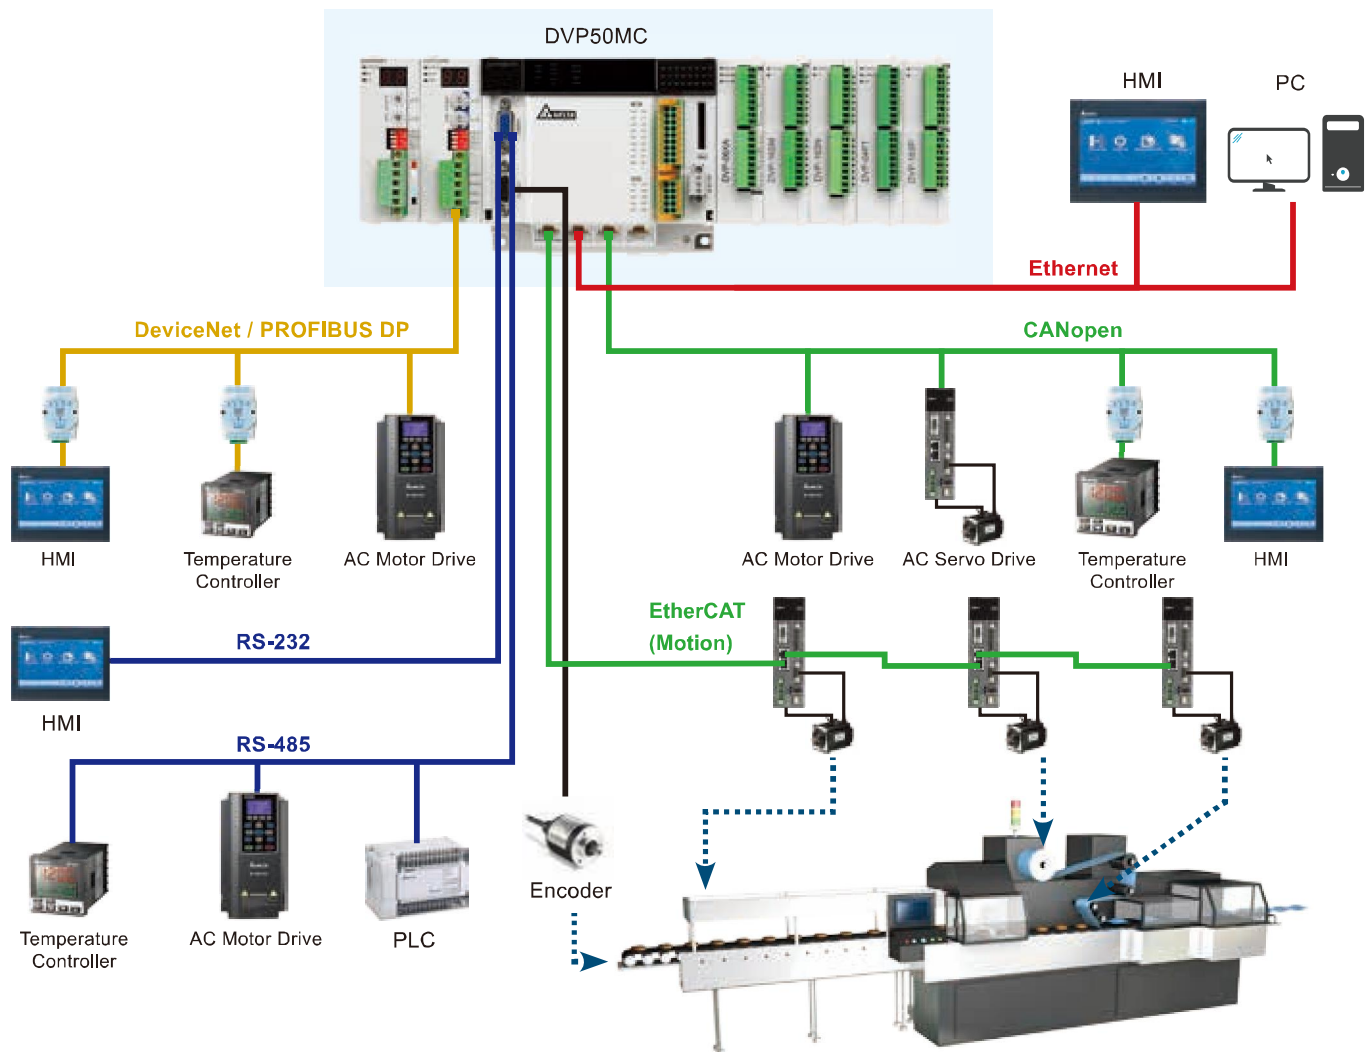 DVP50MC
HMI
PC
Ethernet
DeviceNet / PROFIBUS DP
CANopen
HMI
Temperature
Controller
AC Motor Drive
AC Motor Drive
AC Servo Drive
Temperature
Controller
HMI
EtherCAT
(Motion)
RS-232
HMI
RS-485
Temperature
Controller
AC Motor Drive
PLC
Encoder